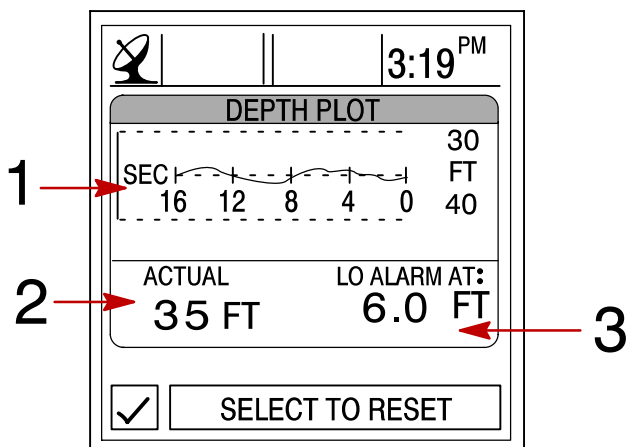 3:19 PM
DEPTH PLOT
30
SEC
FT
16 12 8 4 0 40
1
ACTUAL LO ALARM AT:
2
35 FT 6.0 FT
3
SELECT TO RESET